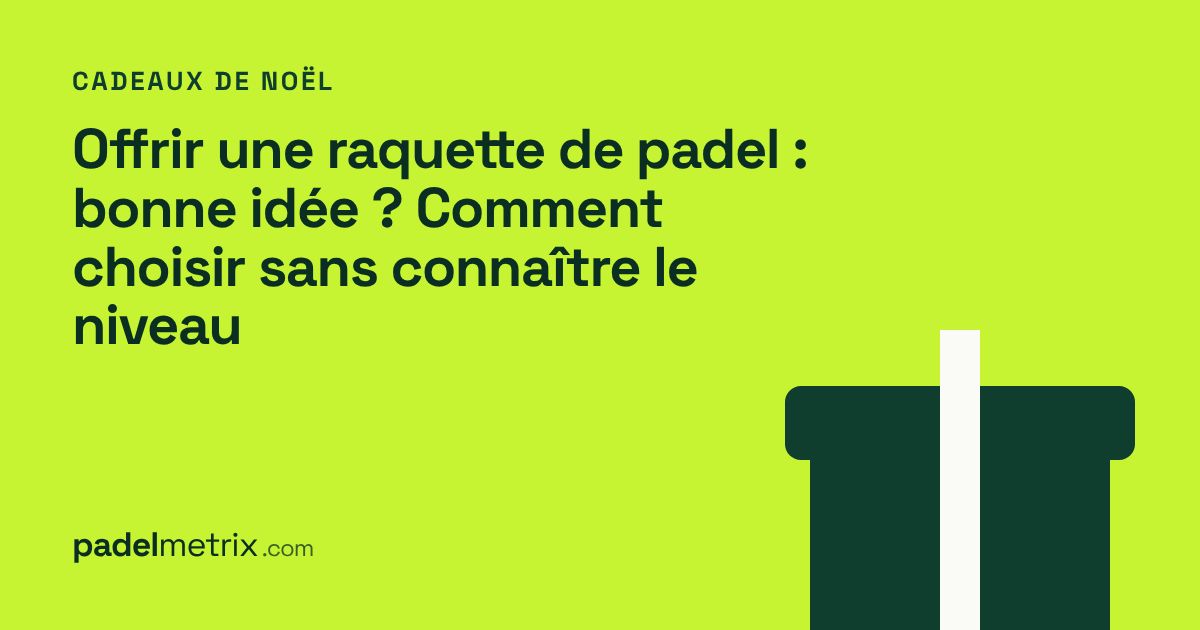 CADEAUX DE NOËL
Offrir une raquette de padel :
bonne idée ? Comment
choisir sans connaître le
niveau
padelmetrix.com